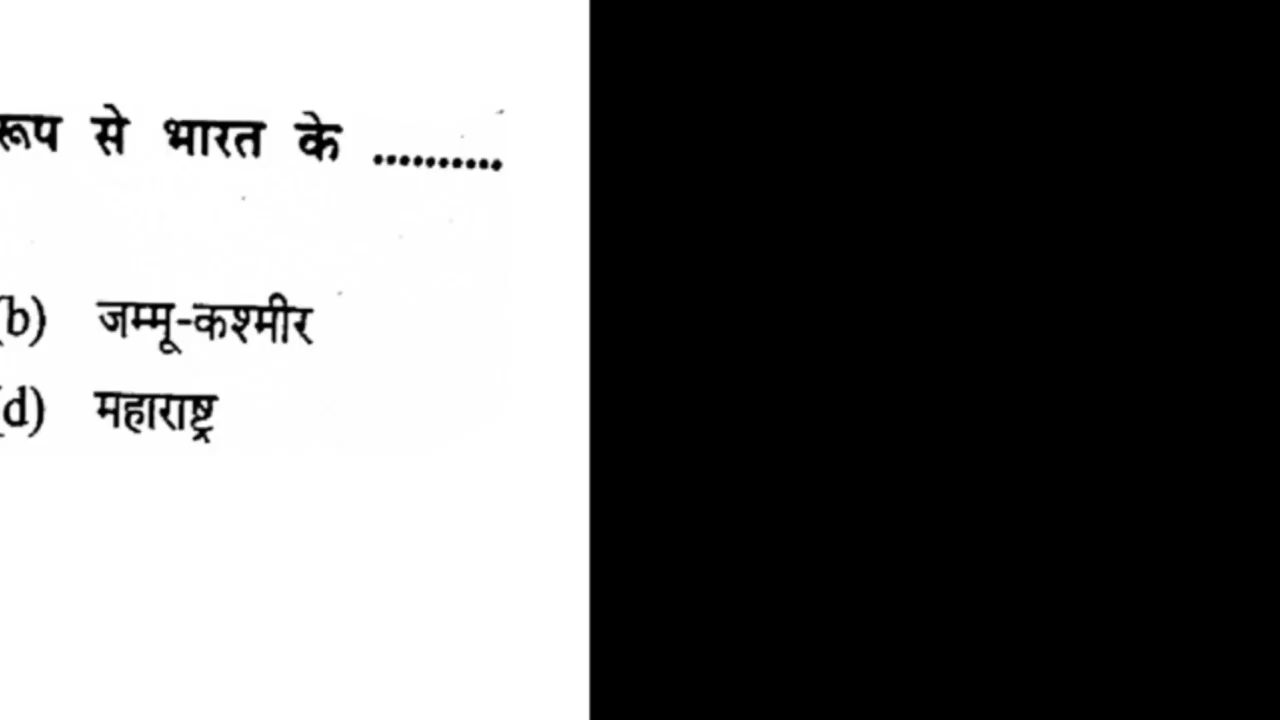 रूप से भारत के ..........
(b) जम्मू-कश्मीर
(d) महाराष्ट्र